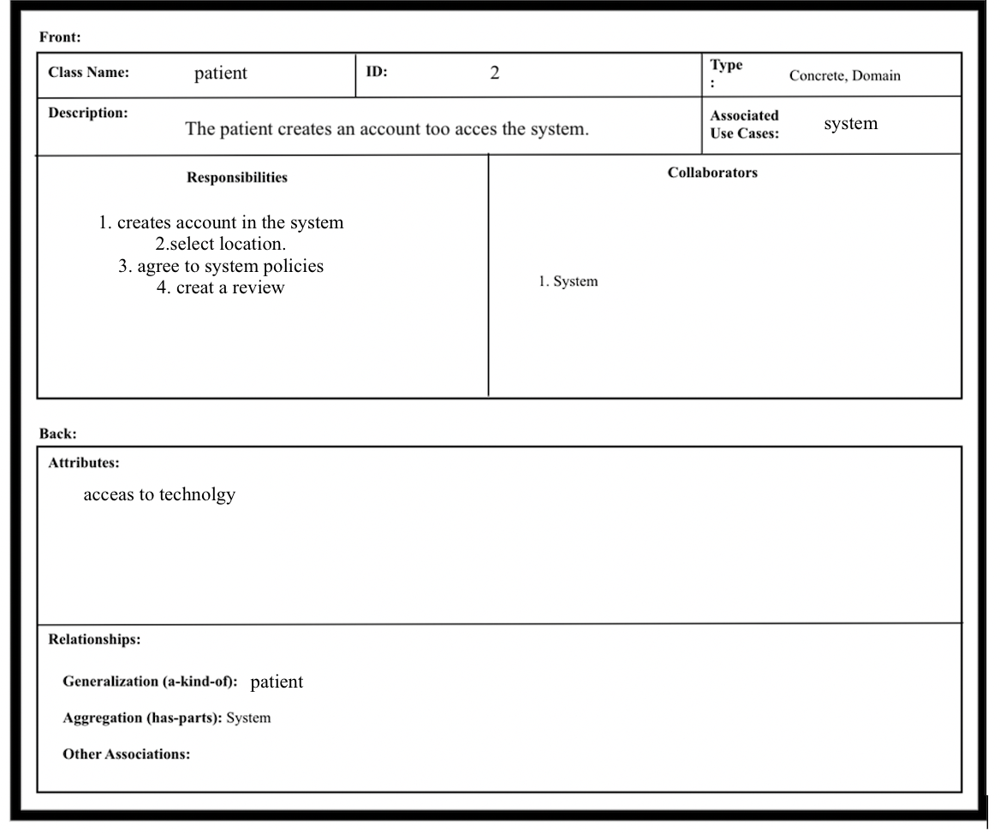 Front:
Class Name: patient
ID: 2
Type
:
Concrete, Domain
Description:
The patient creates an account too acces the system.
Associated
Use Cases:
system
Responsibilities
1. creates account in the system
2.select location.
3. agree to system policies
4. creat a review
Collaborators
1. System
Back:
Attributes:
acceas to technolgy
Relationships:
Generalization (a-kind-of): patient
Aggregation (has-parts): System
Other Associations: